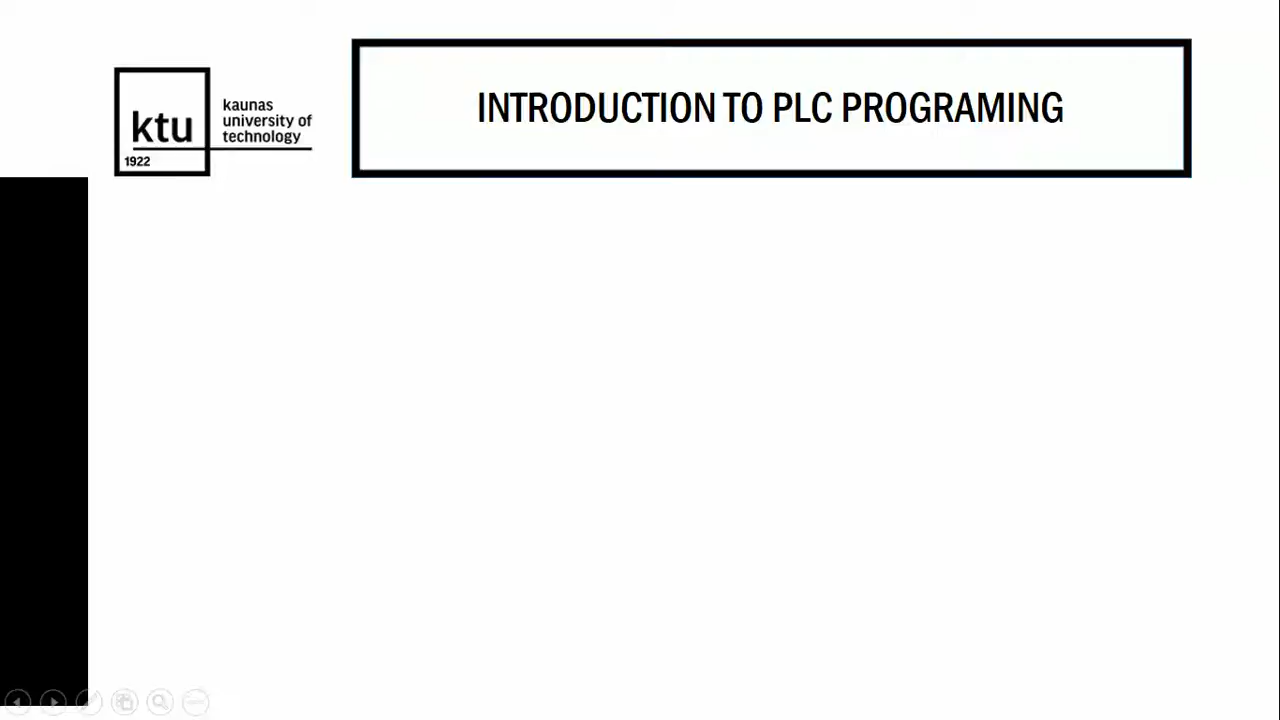 INTRODUCTION TO PLC PROGRAMING
ktu
1922
kaunas
university of
technology